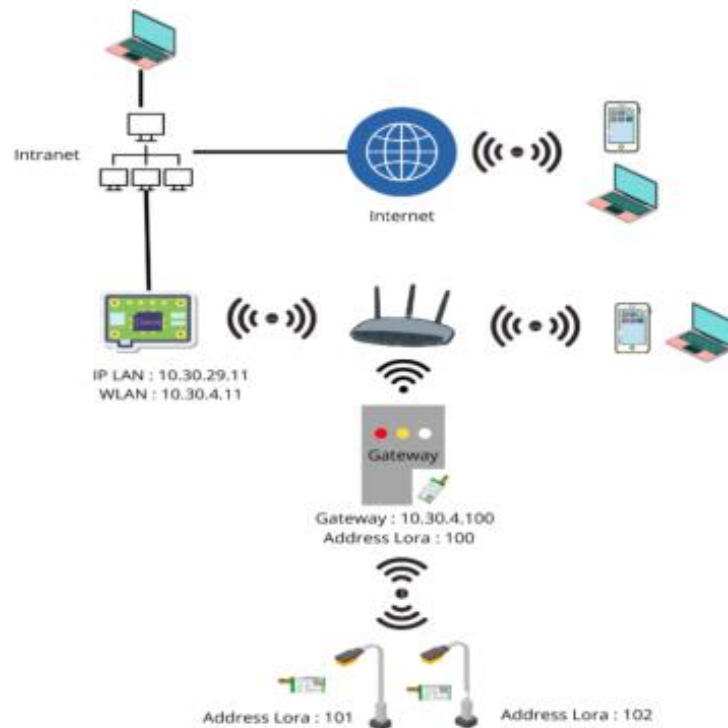 Intranet
Internet
IP LAN : 10.30.29.11
WLAN : 10.30.4.11
Gateway
Gateway : 10.30.4.100
Address Lora : 100
Address Lora : 101
Address Lora : 102